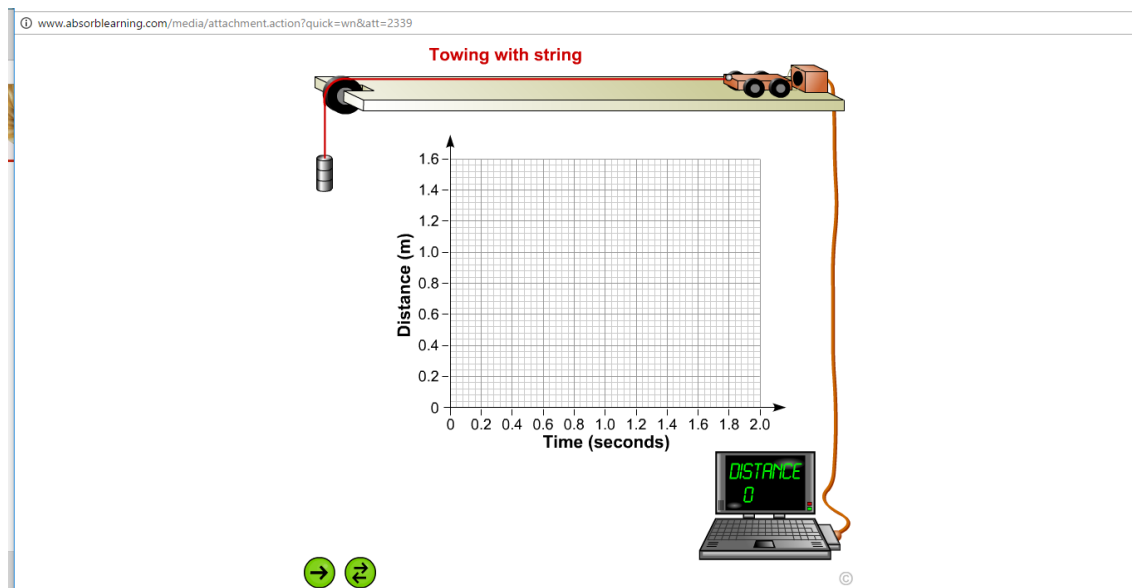 www.absorblearning.com/media/attachment.action?quick=wn&att=2339
Towing with string
1.6
1.4
1.2
1.0
0.8
0.6
0.4
0.2
0
Distance (m)
0 0.2 0.4 0.6 0.8 1.0 1.2 1.4 1.6 1.8 2.0
Time (seconds)
DISTANCE
0
©